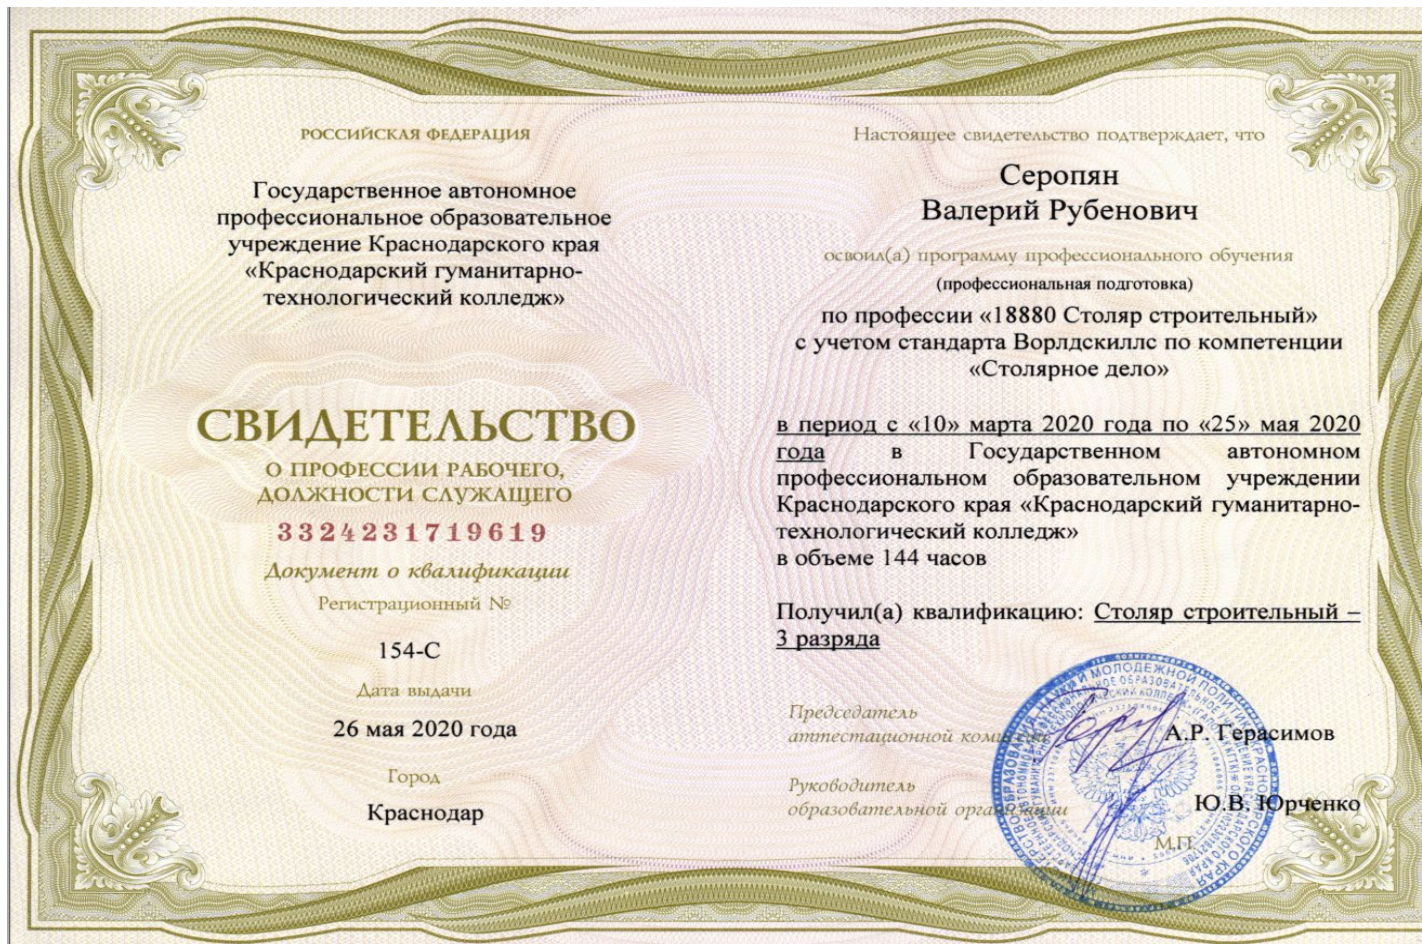 РОССИЙСКАЯ ФЕДЕРАЦИЯ
Государственное автономное
профессиональное образовательное
учреждение Краснодарского края
«Краснодарский гуманитарно-
технологический колледж»
СВИДЕТЕЛЬСТВО
О ПРОФЕССИИ РАБОЧЕГО,
ДОЛЖНОСТИ СЛУЖАЩЕГО
3324231719619
Документ о квалификации
Регистрационный №
154-С
Дата выдачи
26 мая 2020 года
Город
Краснодар
Настоящее свидетельство подтверждает, что
Серопян
Валерий Рубенович
освоил(а) программу профессионального обучения
(профессиональная подготовка)
по профессии «18880 Столяр строительный»
с учетом стандарта Ворлдскиллс по компетенции
«Столярное дело»
в период с «10» марта 2020 года по «25» мая 2020
года в Государственном автономном
профессиональном образовательном учреждении
Краснодарского края «Краснодарский гуманитарно-
технологический колледж»
в объеме 144 часов
Получил(а) квалификацию: Столяр строительный –
3 разряда
Председатель
аттестационной комиссии
А.Р. Герасимов
Руководитель
образовательной организации
Ю.В. Юрченко
М.П.